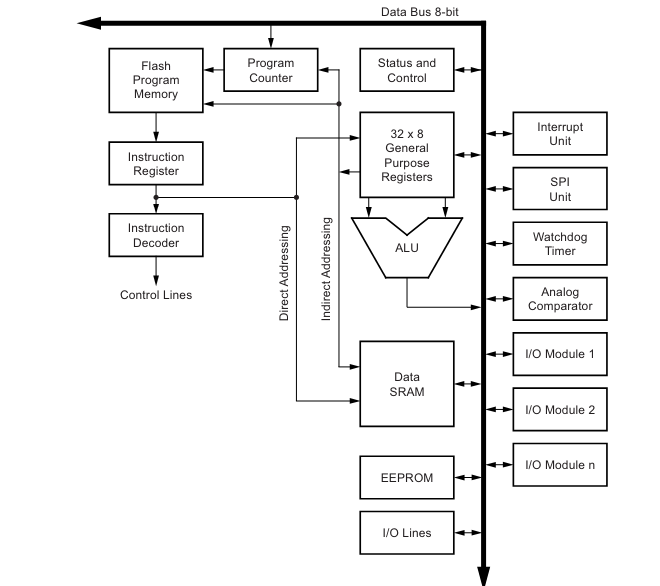 Data Bus 8-bit
Flash
Program
Memory
Program
Counter
Status and
Control
32 x 8
General
Purpose
Registers
Interrupt
Unit
Instruction
Register
SPI
Unit
Instruction
Decoder
ALU
Watchdog
Timer
Control Lines
Direct Addressing
Indirect Addressing
Analog
Comparator
Data
SRAM
I/O Module 1
I/O Module 2
I/O Module n
EEPROM
I/O Lines